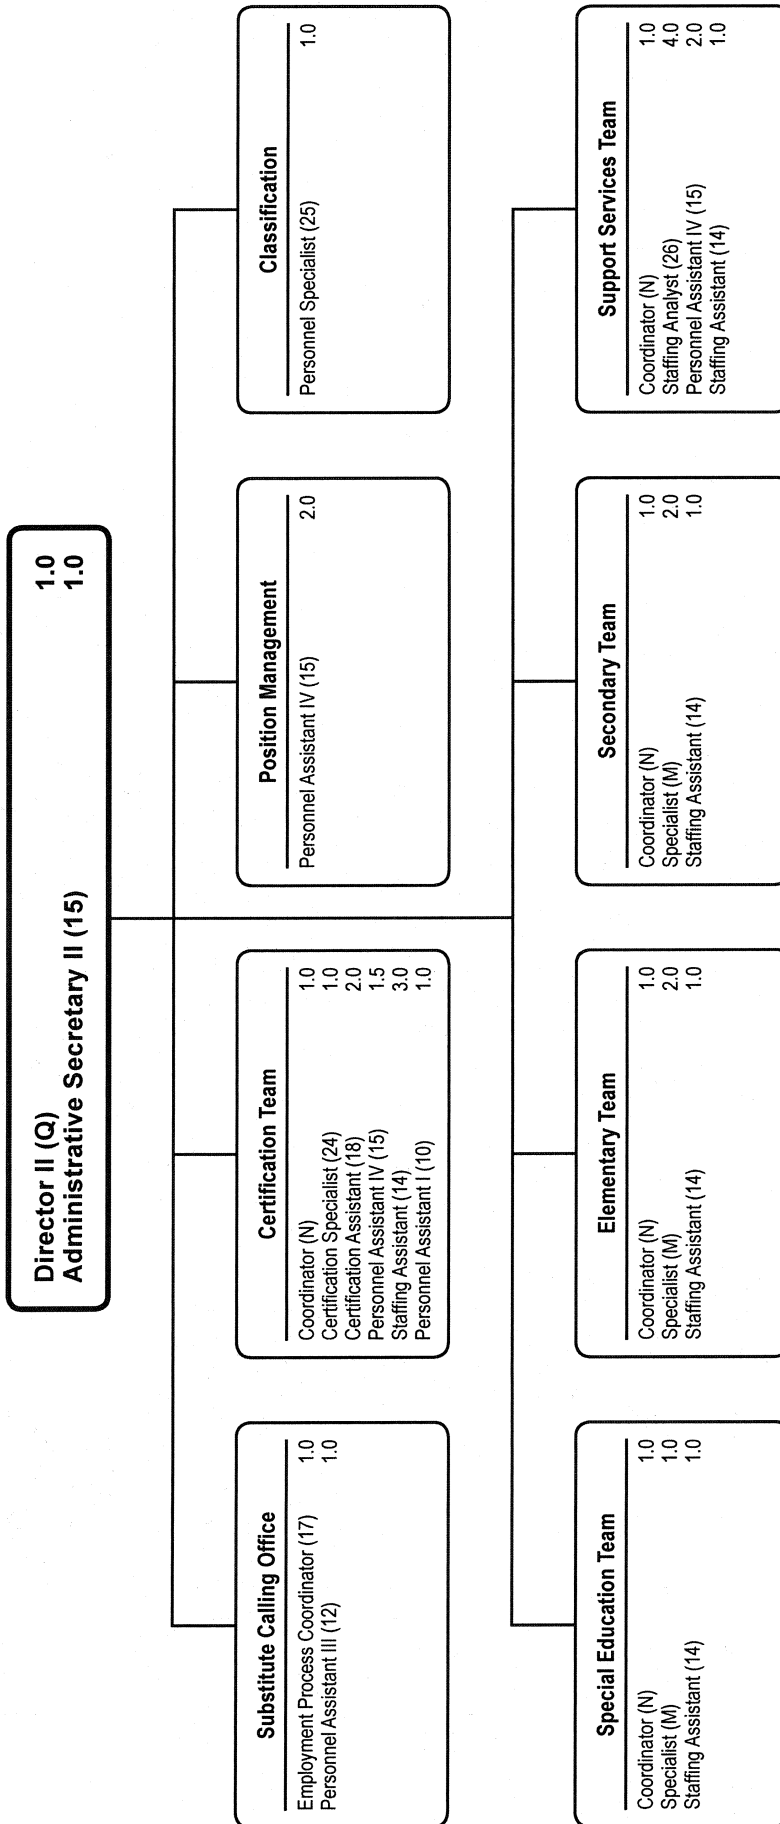 Director II (Q) 1.0
Administrative Secretary II (15) 1.0
Substitute Calling Office
Employment Process Coordinator (17) 1.0
Personnel Assistant III (12) 1.0
Certification Team
Coordinator (N) 1.0
Certification Specialist (24) 1.0
Certification Assistant (18) 2.0
Personnel Assistant IV (15) 1.5
Staffing Assistant (14) 3.0
Personnel Assistant I (10) 1.0
Position Management
Personnel Assistant IV (15) 2.0
Classification
Personnel Specialist (25) 1.0
Special Education Team
Coordinator (N) 1.0
Specialist (M) 1.0
Staffing Assistant (14) 1.0
Elementary Team
Coordinator (N) 1.0
Specialist (M) 2.0
Staffing Assistant (14) 1.0
Secondary Team
Coordinator (N) 1.0
Specialist (M) 2.0
Staffing Assistant (14) 1.0
Support Services Team
Coordinator (N) 1.0
Staffing Analyst (26) 4.0
Personnel Assistant IV (15) 2.0
Staffing Assistant (14) 1.0